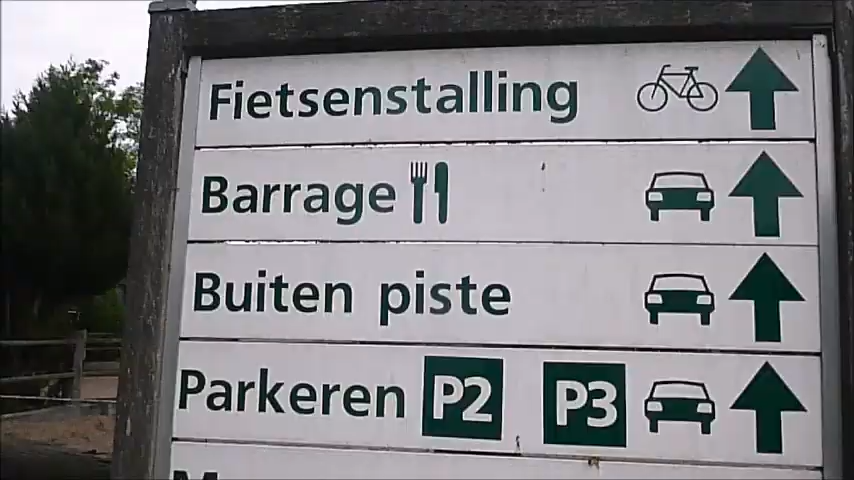 Fietsenstalling
Barrage
Buiten piste
Parkeren P2 P3